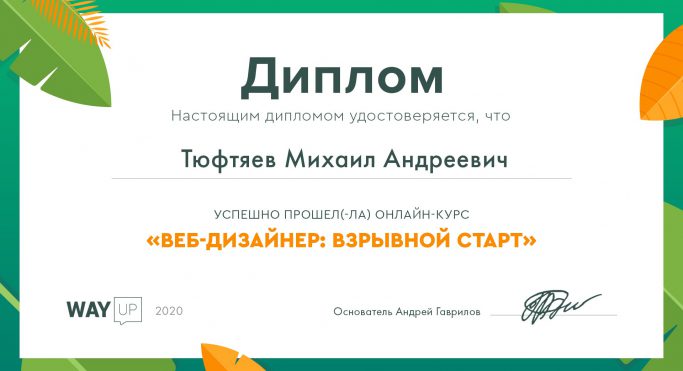 Диплом
Настоящим дипломом удостоверяется, что
Тюфтяев Михаил Андреевич
УСПЕШНО ПРОШЕЛ(-ЛА) ОНЛАЙН-КУРС
«ВЕБ-ДИЗАЙНЕР: ВЗРЫВНОЙ СТАРТ»
WAY UP 2020
Основатель Андрей Гаврилов